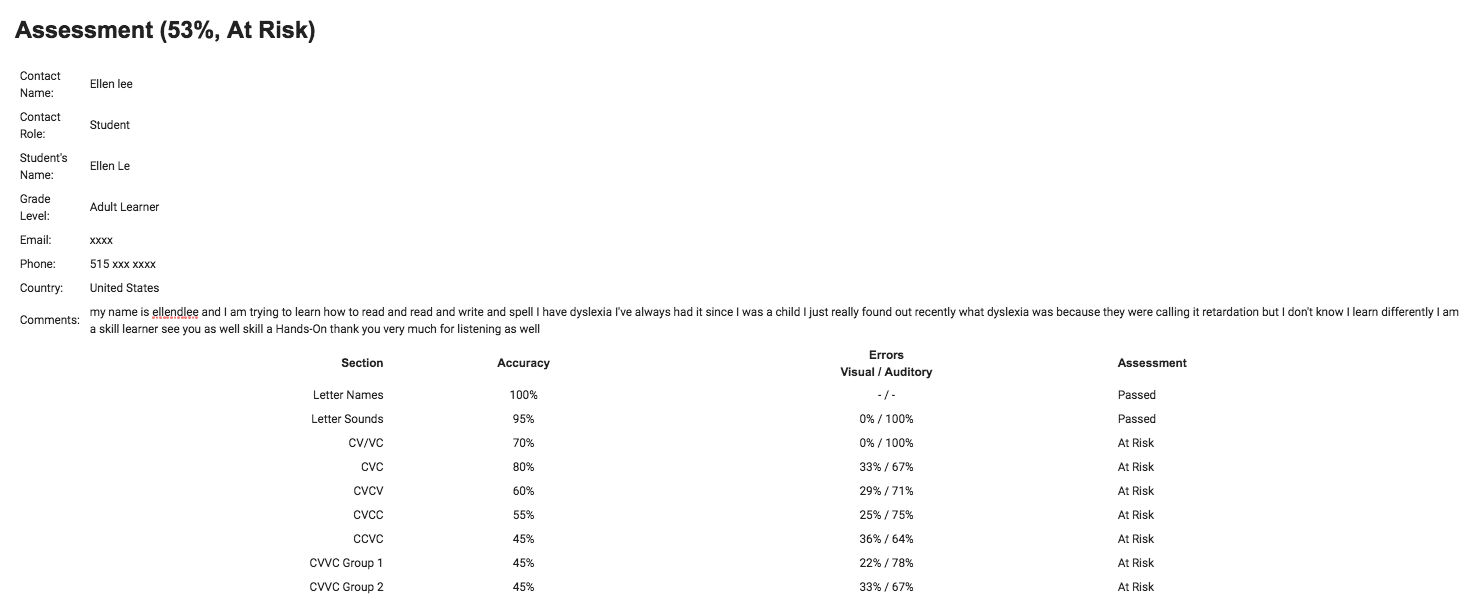 Assessment (53%, At Risk)
Contact
Name:
Ellen lee
Contact
Role:
Student
Student's
Name:
Ellen Le
Grade
Level:
Adult Learner
Email: xxxx
Phone: 515 xxx xxxx
Country: United States
Comments:
my name is ellendlee and I am trying to learn how to read and read and write and spell I have dyslexia I've always had it since I was a child I just really found out recently what dyslexia was because they were calling it retardation but I don't know I learn differently I am
a skill learner see you as well skill a Hands-On thank you very much for listening as well
Section Accuracy Errors
Visual / Auditory Assessment
Letter Names 100% - / - Passed
Letter Sounds 95% 0% / 100% Passed
CV/VC 70% 0% / 100% At Risk
CVC 80% 33% / 67% At Risk
CVCV 60% 29% / 71% At Risk
CVCC 55% 25% / 75% At Risk
CCVC 45% 36% / 64% At Risk
CVVC Group 1 45% 22% / 78% At Risk
CVVC Group 2 45% 33% / 67% At Risk